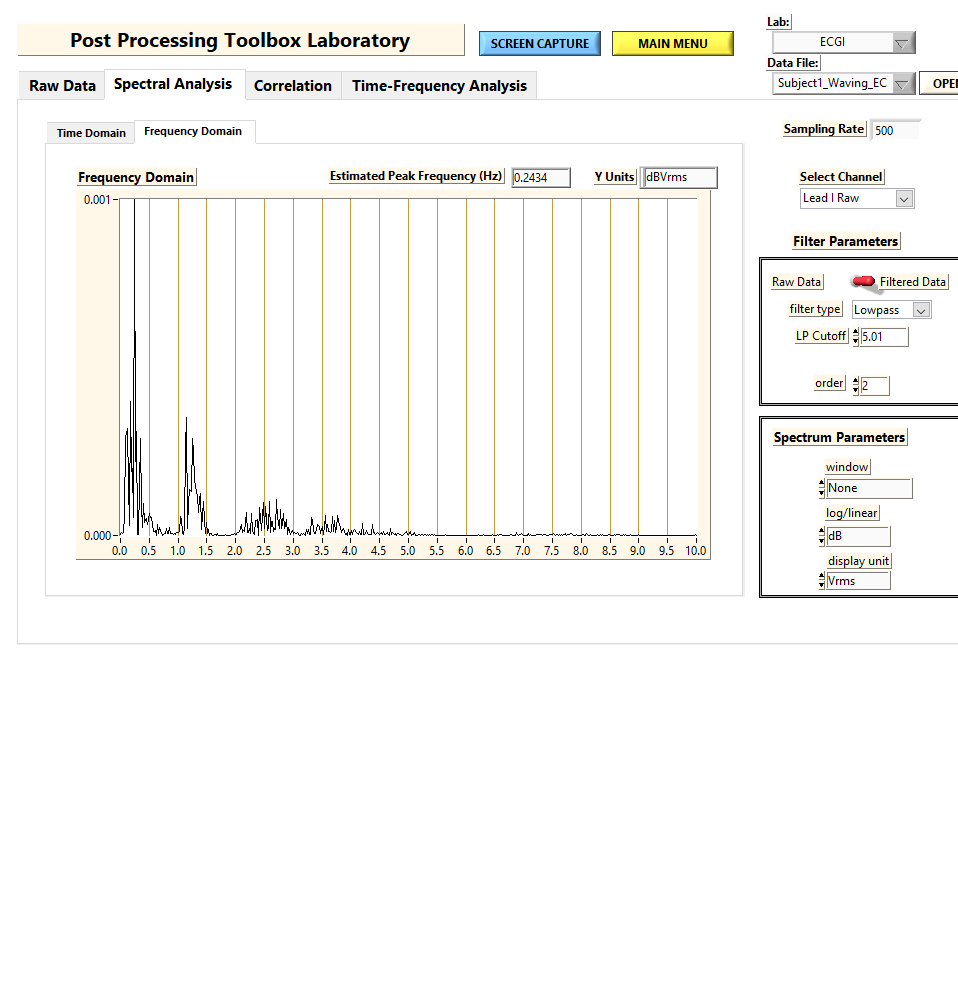 Lab:
Post Processing Toolbox Laboratory
SCREEN CAPTURE
MAIN MENU
ECGI
Data File:
Raw Data
Spectral Analysis
Correlation
Time-Frequency Analysis
Subject1_Waving_EC
OPE
Time Domain
Frequency Domain
Sampling Rate 500
Frequency Domain
Estimated Peak Frequency (Hz) 0.2434
Y Units dBVrms
Select Channel
Lead I Raw
0.001
0.000
0.0 0.5 1.0 1.5 2.0 2.5 3.0 3.5 4.0 4.5 5.0 5.5 6.0 6.5 7.0 7.5 8.0 8.5 9.0 9.5 10.0
Filter Parameters
Raw Data
Filtered Data
filter type Lowpass
LP Cutoff 5.01
order 2
Spectrum Parameters
window
None
log/linear
dB
display unit
Vrms